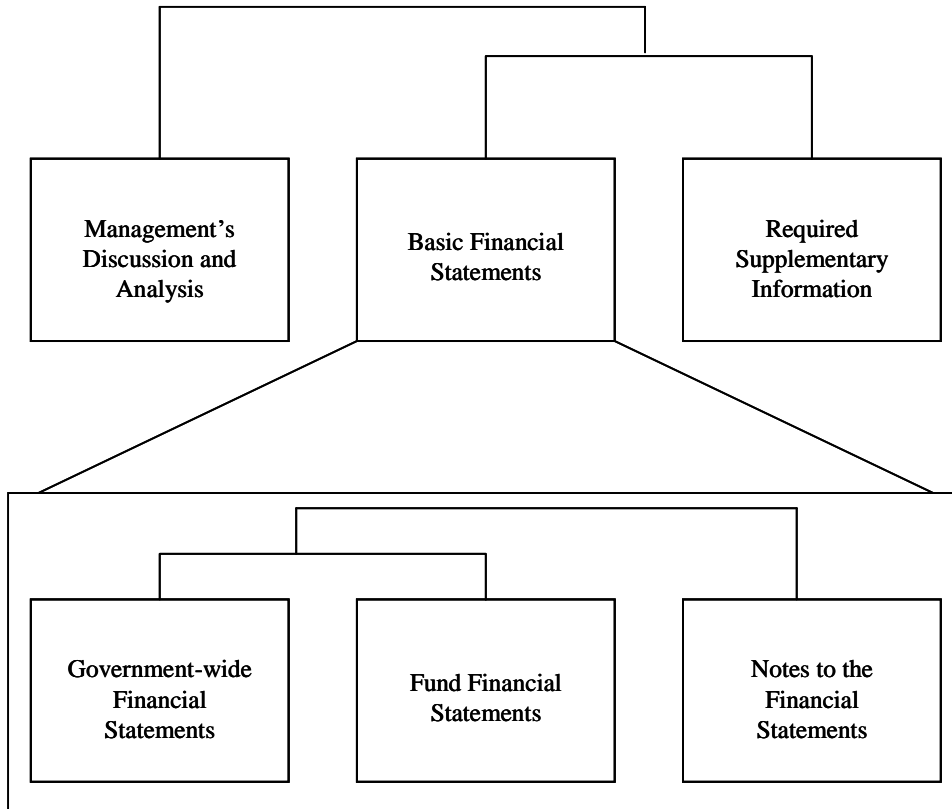 Management’s
Discussion and
Analysis
Basic Financial
Statements
Required
Supplementary
Information
Government-wide
Financial
Statements
Fund Financial
Statements
Notes to the
Financial
Statements